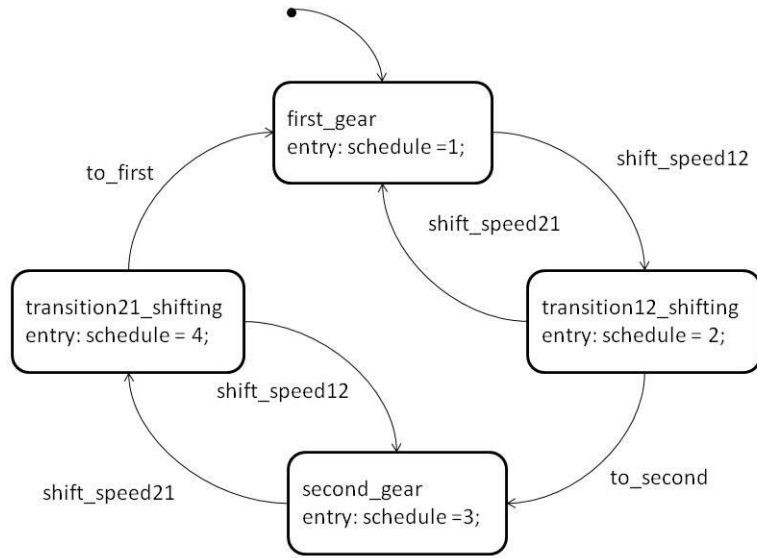 first_gear
entry: schedule =1;
to_first
shift_speed12
shift_speed21
transition21_shifting
entry: schedule = 4;
transition12_shifting
entry: schedule = 2;
shift_speed12
shift_speed21
second_gear
entry: schedule =3;
to_second